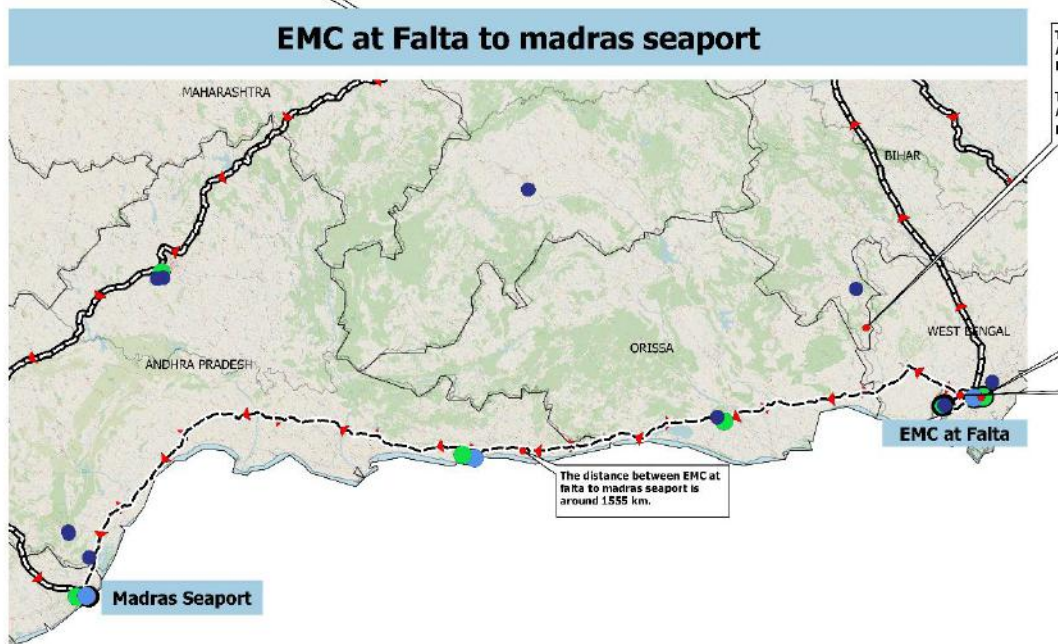 EMC at Falta to madras seaport
MAHARASHTRA
BIHAR
WEST BENGAL
ORISSA
ANDHRA PRADESH
EMC at Falta
The distance between EMC at
falta to madras seaport is
around 1555 km.
Madras Seaport